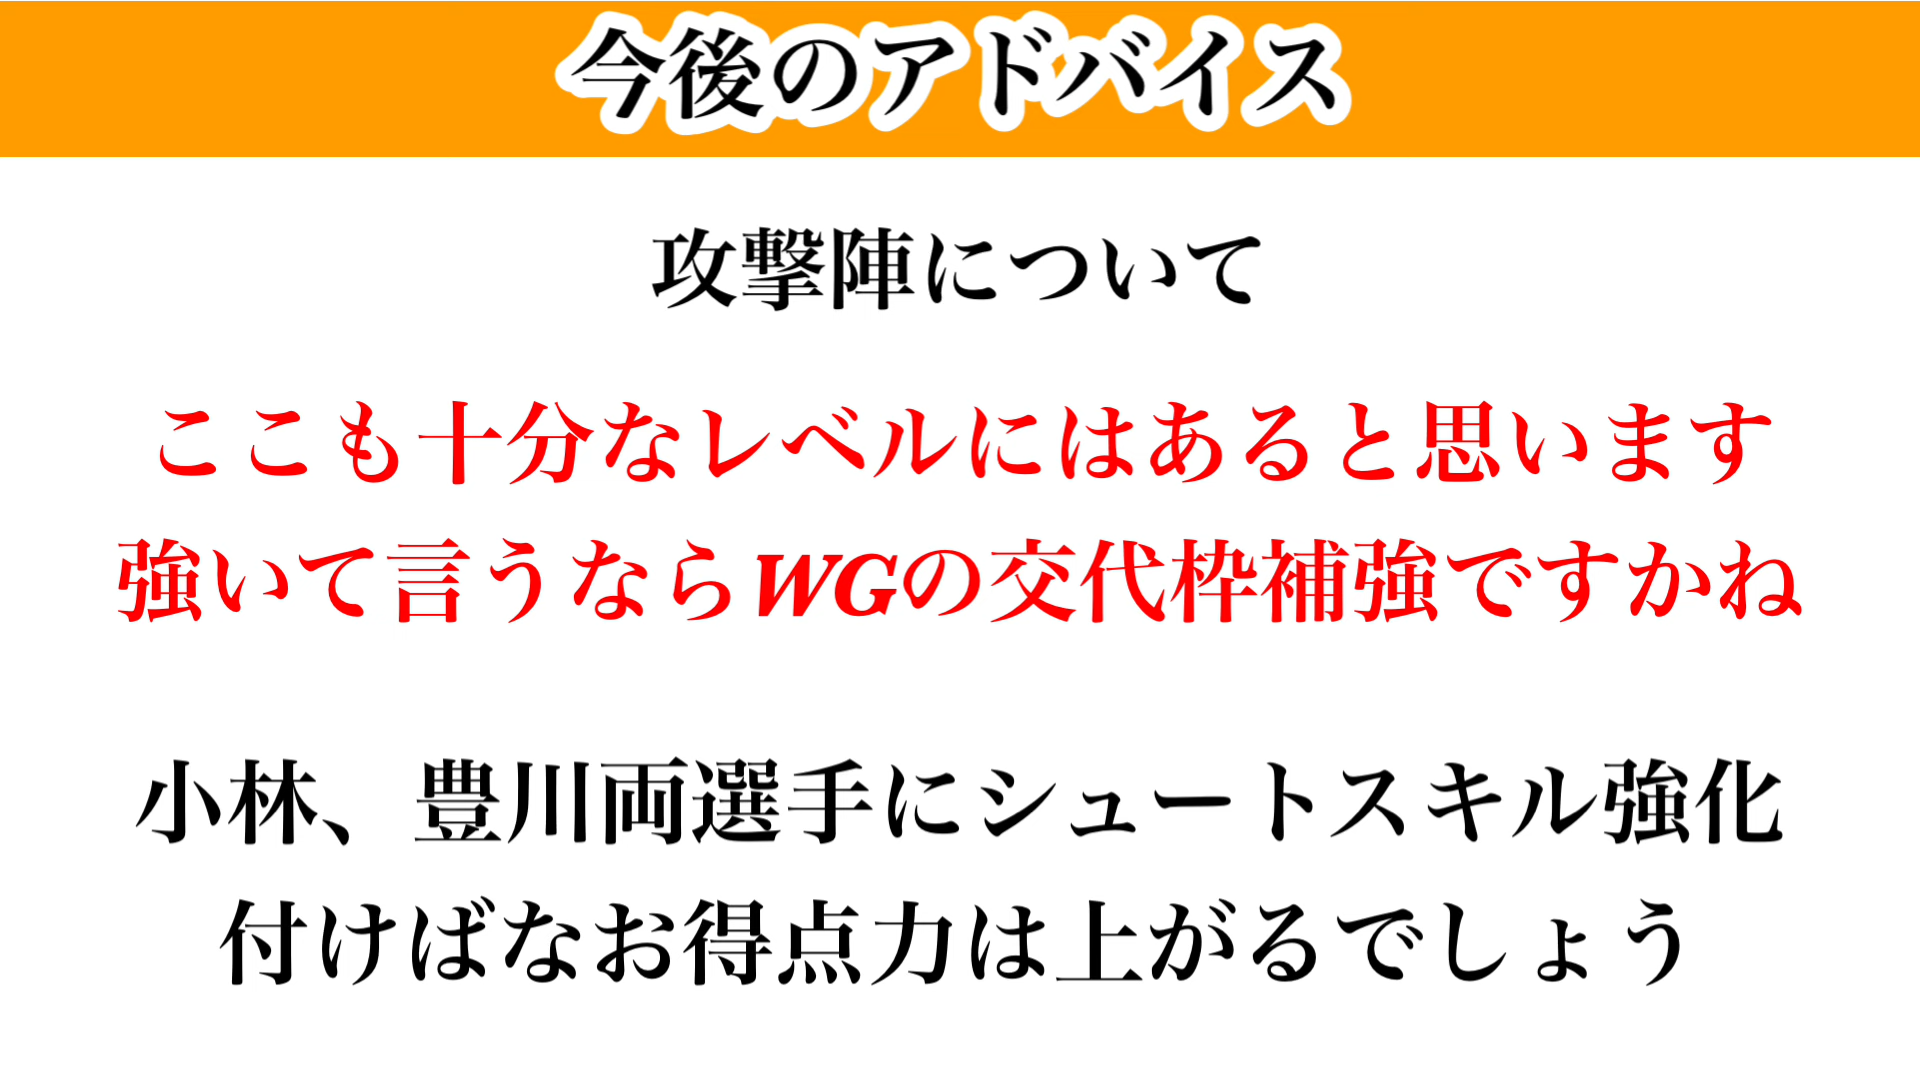 今後のアドバイス
攻撃陣について
ここも十分なレベルにはあると思います
強いて言うならWGの交代枠補強ですかね
小林、豊川両選手にシュートスキル強化
付けばなお得点力は上がるでしょう